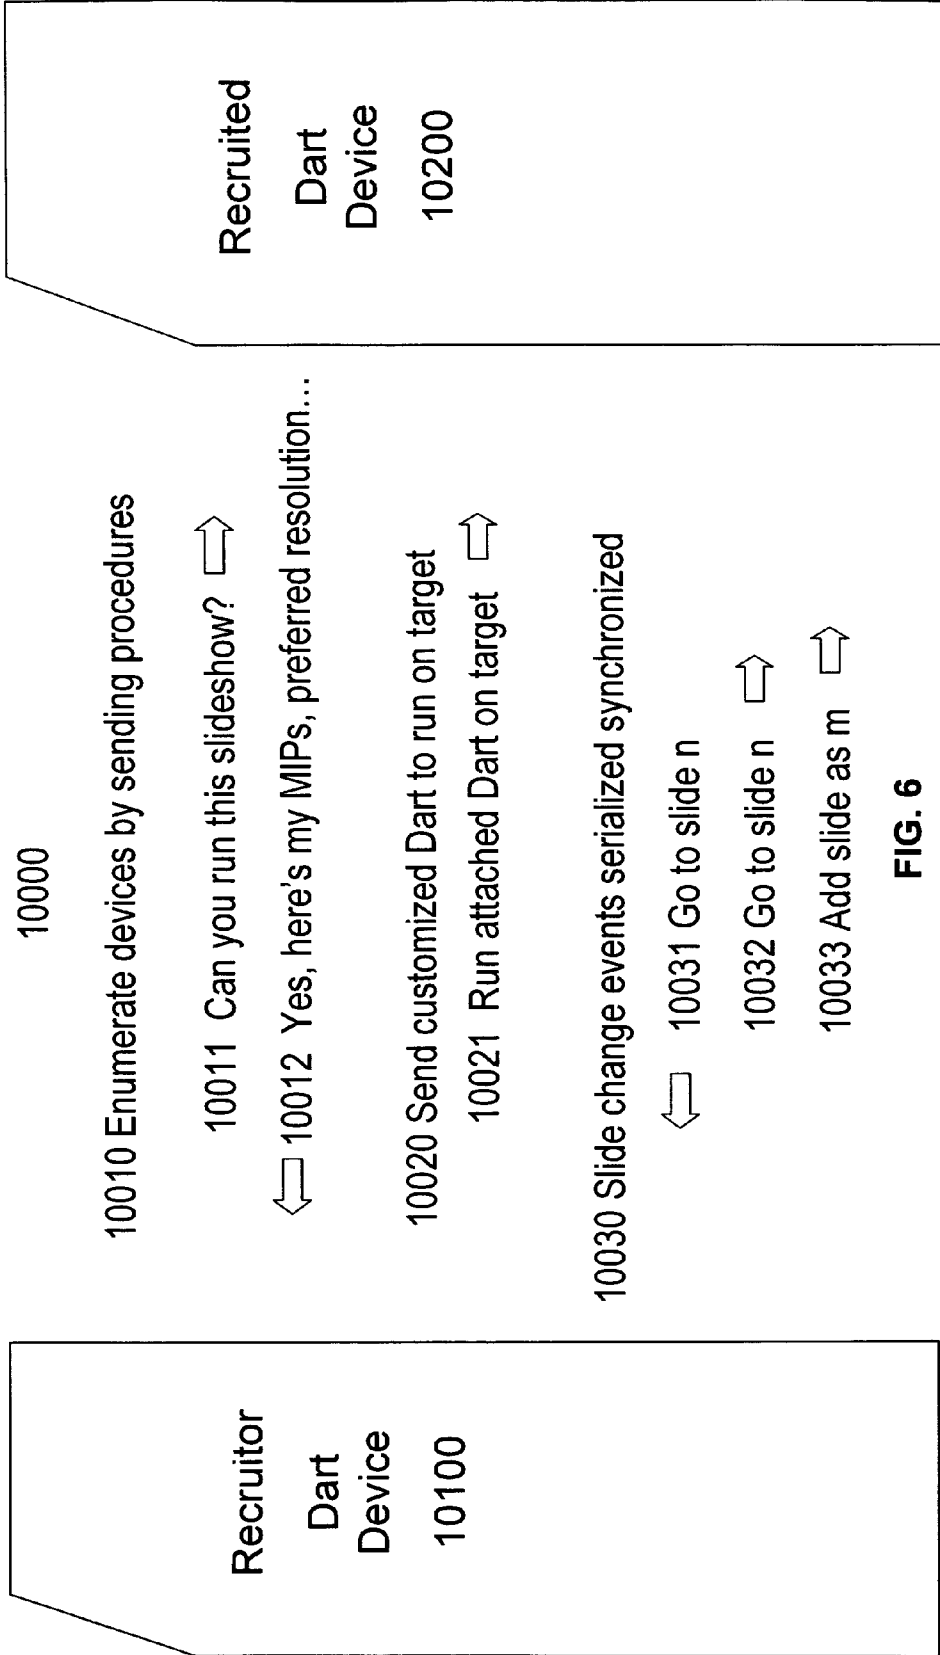 10000
Recruitor
Dart
Device
10100
10010 Enumerate devices by sending procedures
10011 Can you run this slideshow?
10012 Yes, here's my MIPs, preferred resolution...
10020 Send customized Dart to run on target
10021 Run attached Dart on target
10030 Slide change events serialized synchronized
10031 Go to slide n
10032 Go to slide n
10033 Add slide as m
Recruited
Dart
Device
10200
FIG. 6